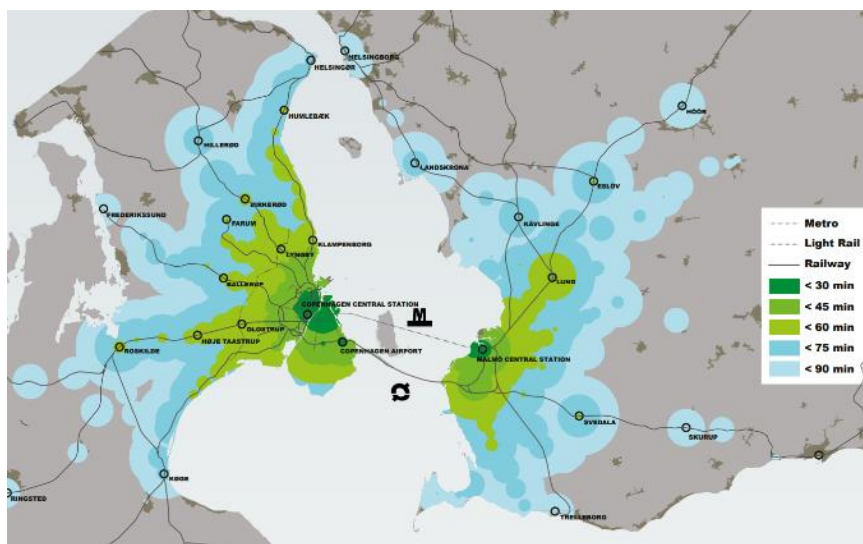 HELSINGBORG
HELSINGØR
HUMLEBÆK
HÖÖR
HILLERØD
LANDSKRONA
ESLÖV
BIRKERØD
FREDERIKSSUND
FARUM
KÄVLINGE
KLAMPENBORG
LYNGBY
BALLERUP
LUND
COPENHAGEN CENTRAL STATION
M
GLOSTRUP
HØJE TAASTRUP
ROSKILDE
COPENHAGEN AIRPORT
MALMÖ CENTRAL STATION
SVEDALA
SKURUP
KØGE
RINGSTED
TRELLEBORG
Metro
Light Rail
Railway
< 30 min
< 45 min
< 60 min
< 75 min
< 90 min